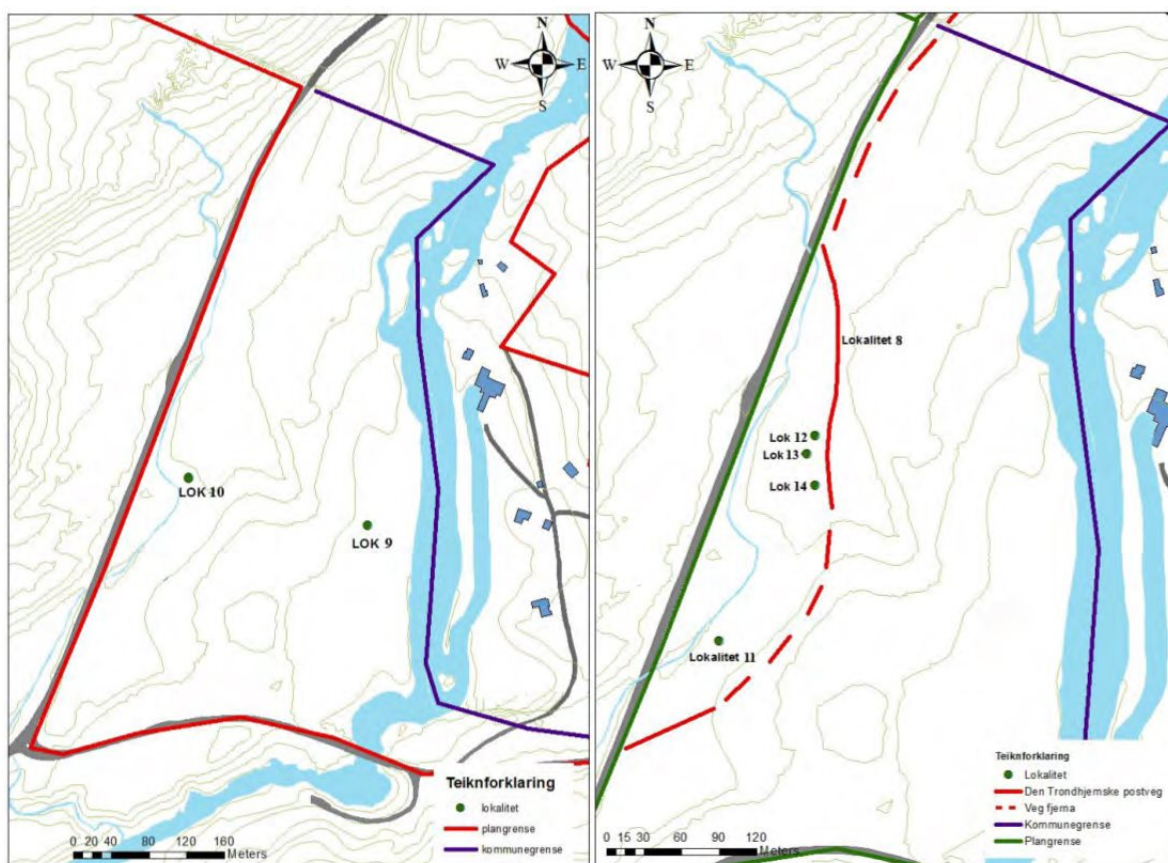 N
W E
S
LOK 10
LOK 9
Teiknforklaring
lokalitet
plangrense
kommunegrense
0 20 40 80 120 160
Meters
N
W E
S
Lokalitet 8
Lok 12
Lok 13
Lok 14
Lokalitet 11
Teiknforklaring
Lokalitet
Den Trondhjemske postveg
Veg fjerna
Kommunegrense
Plangrense
0 15 30 60 90 120
Meters